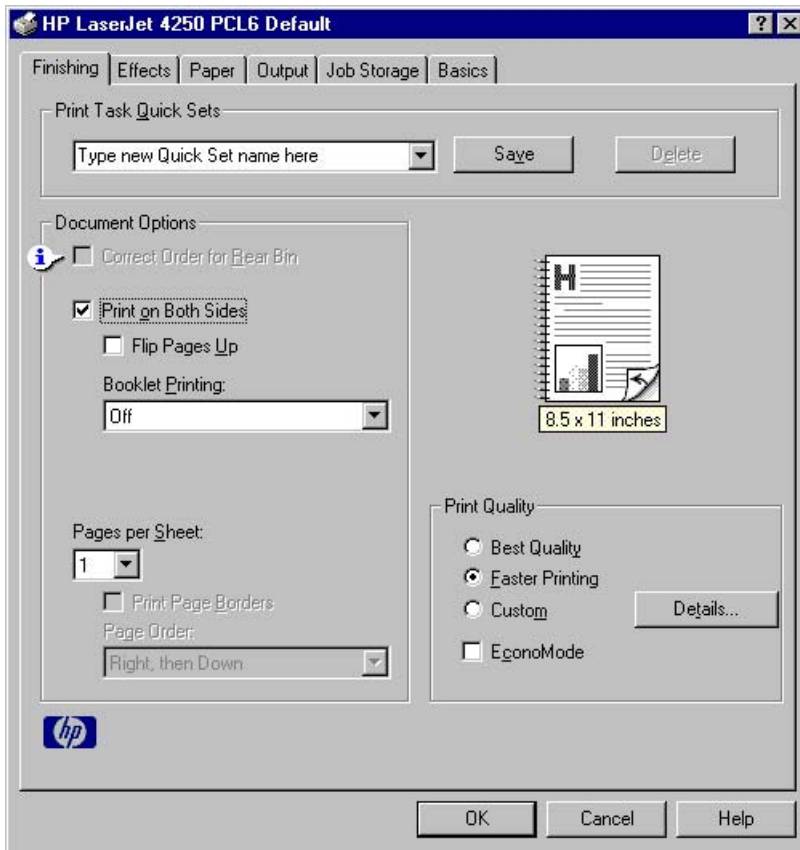 HP LaserJet 4250 PCL6 Default
Finishing Effects Paper Output Job Storage Basics
Print Task Quick Sets
Type new Quick Set name here Save Delete
Document Options
Correct Order for Rear Bin
Print on Both Sides
Flip Pages Up
Booklet Printing:
Off
H
8.5 x 11 inches
Pages per Sheet:
1
Print Page Borders
Page Order:
Right, then Down
Print Quality
Best Quality
Faster Printing
Custom Details...
EconoMode
hp
OK Cancel Help